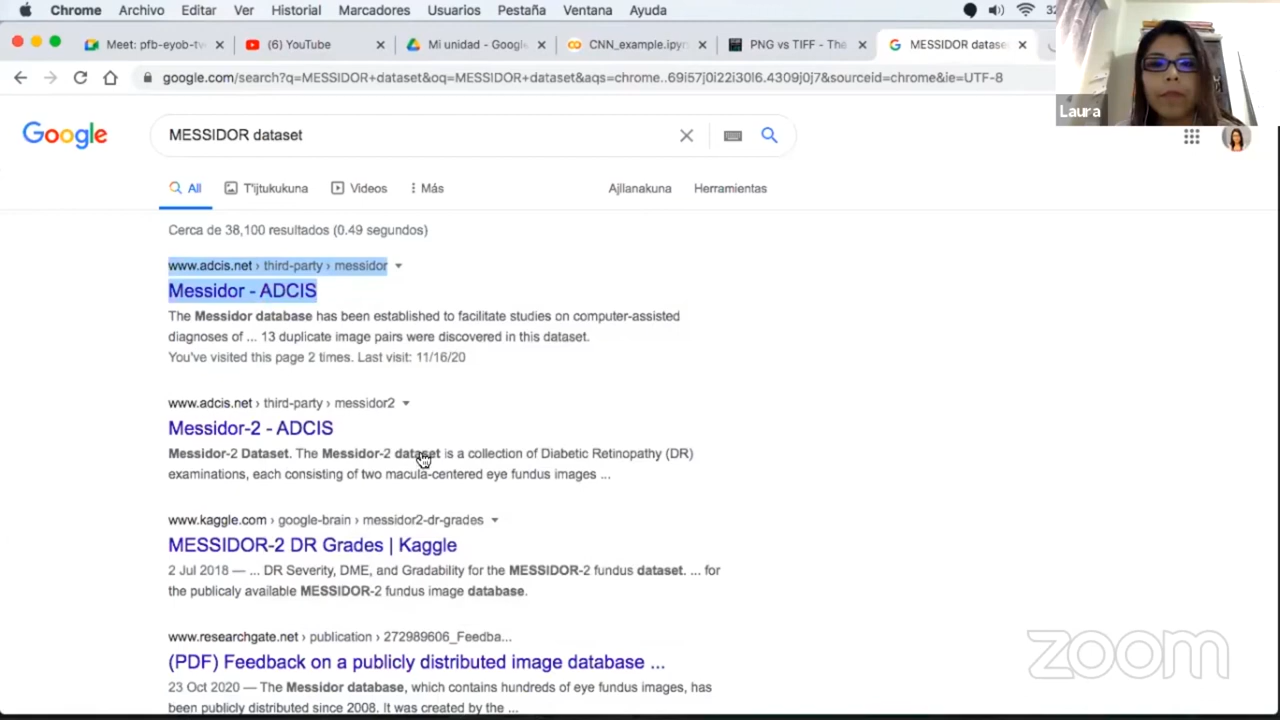 Chrome Archivo Editar Ver Historial Marcadores Usuarios Pestaña Ventana Ayuda
Meet: pfb-eyob-tv (6) YouTube Mi unidad - Google CNN_example.ipyn PNG vs TIFF - The MESSIDOR datase
google.com/search?q=MESSIDOR+dataset&oq=MESSIDOR+dataset&aqs=chrome..69i57j0i22i30l6.4309j0j7&sourceid=chrome&ie=UTF-8
Laura
Google
MESSIDOR dataset
All T'ijtukukuna Videos Más Ajllanakuna Herramientas
Cerca de 38,100 resultados (0.49 segundos)
www.adcis.net › third-party › messidor
Messidor - ADCIS
The Messidor database has been established to facilitate studies on computer-assisted
diagnoses of ... 13 duplicate image pairs were discovered in this dataset.
You've visited this page 2 times. Last visit: 11/16/20
www.adcis.net › third-party › messidor2
Messidor-2 - ADCIS
Messidor-2 Dataset. The Messidor-2 dataset is a collection of Diabetic Retinopathy (DR)
examinations, each consisting of two macula-centered eye fundus images ...
www.kaggle.com › google-brain › messidor2-dr-grades
MESSIDOR-2 DR Grades | Kaggle
2 Jul 2018 — ... DR Severity, DME, and Gradability for the MESSIDOR-2 fundus dataset. ... for
the publicaly available MESSIDOR-2 fundus image database.
www.researchgate.net › publication › 272989606_Feedba...
(PDF) Feedback on a publicly distributed image database ...
23 Oct 2020 — The Messidor database, which contains hundreds of eye fundus images, has
been publicly distributed since 2008. It was created by the ...
zoom